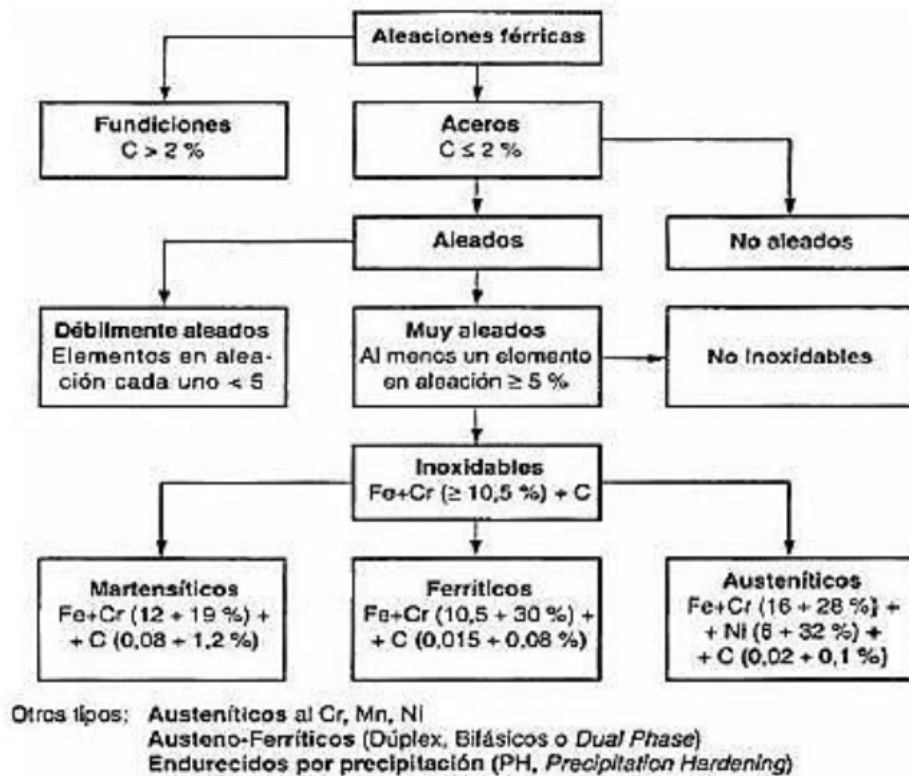 Aleaciones férricas
Fundiciones
C > 2 %
Aceros
C ≤ 2 %
Aleados
No aleados
Débilmente aleados
Elementos en alea-
ción cada uno < 5
Muy aleados
Al menos un elemento
en aleación ≥ 5 %
No Inoxidables
Inoxidables
Fe+Cr (≥ 10,5 %) + C
Martensíticos
Fe+Cr (12 ÷ 19 %) +
+ C (0,08 ÷ 1,2 %)
Ferríticos
Fe+Cr (10,5 ÷ 30 %) +
+ C (0,015 ÷ 0,08 %)
Austeníticos
Fe+Cr (16 ÷ 28 %) +
+ Ni (6 ÷ 32 %) +
+ C (0,02 ÷ 0,1 %)
Otros tipos: Austeníticos al Cr, Mn, Ni
Austeno-Ferríticos (Dúplex, Bifásicos o Dual Phase)
Endurecidos por precipitación (PH, Precipitation Hardening)